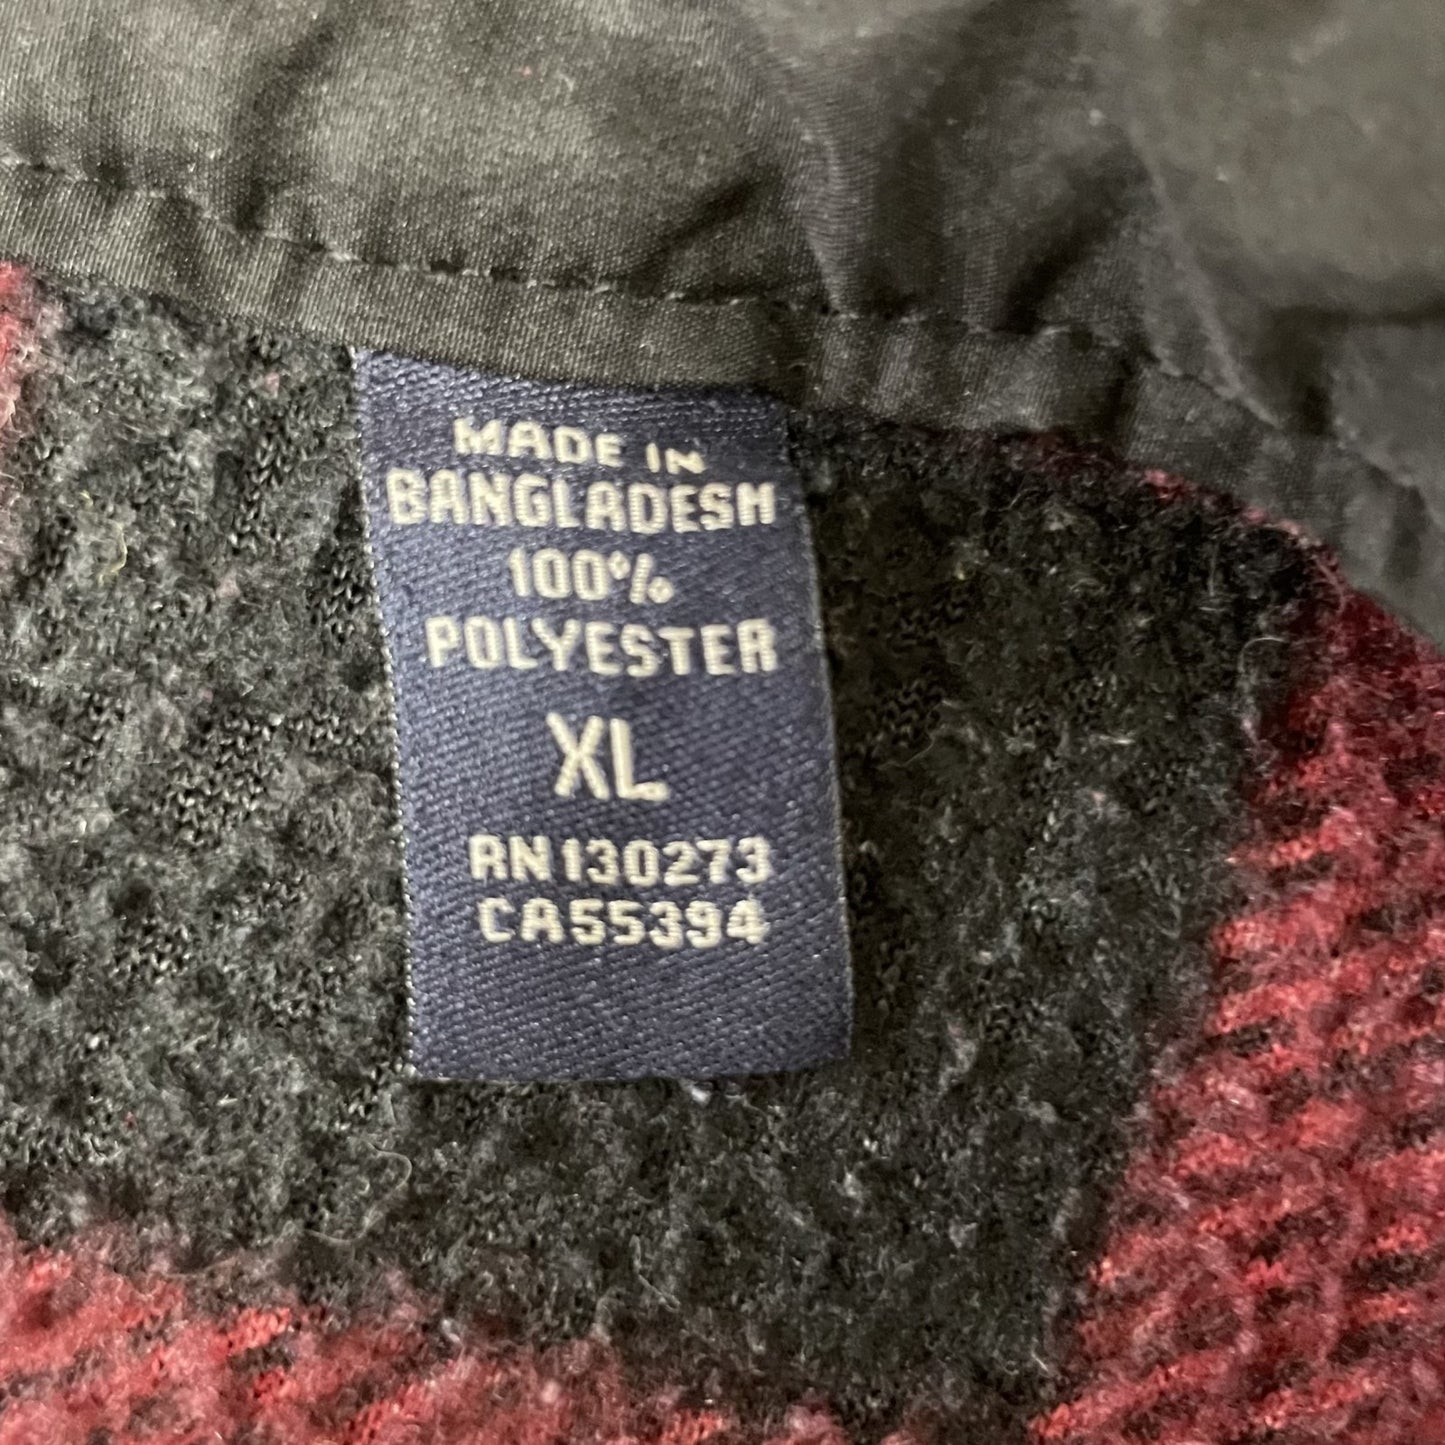 MADE IN
BANGLADESH
100%
POLYESTER
XL
RN130273
CA55394